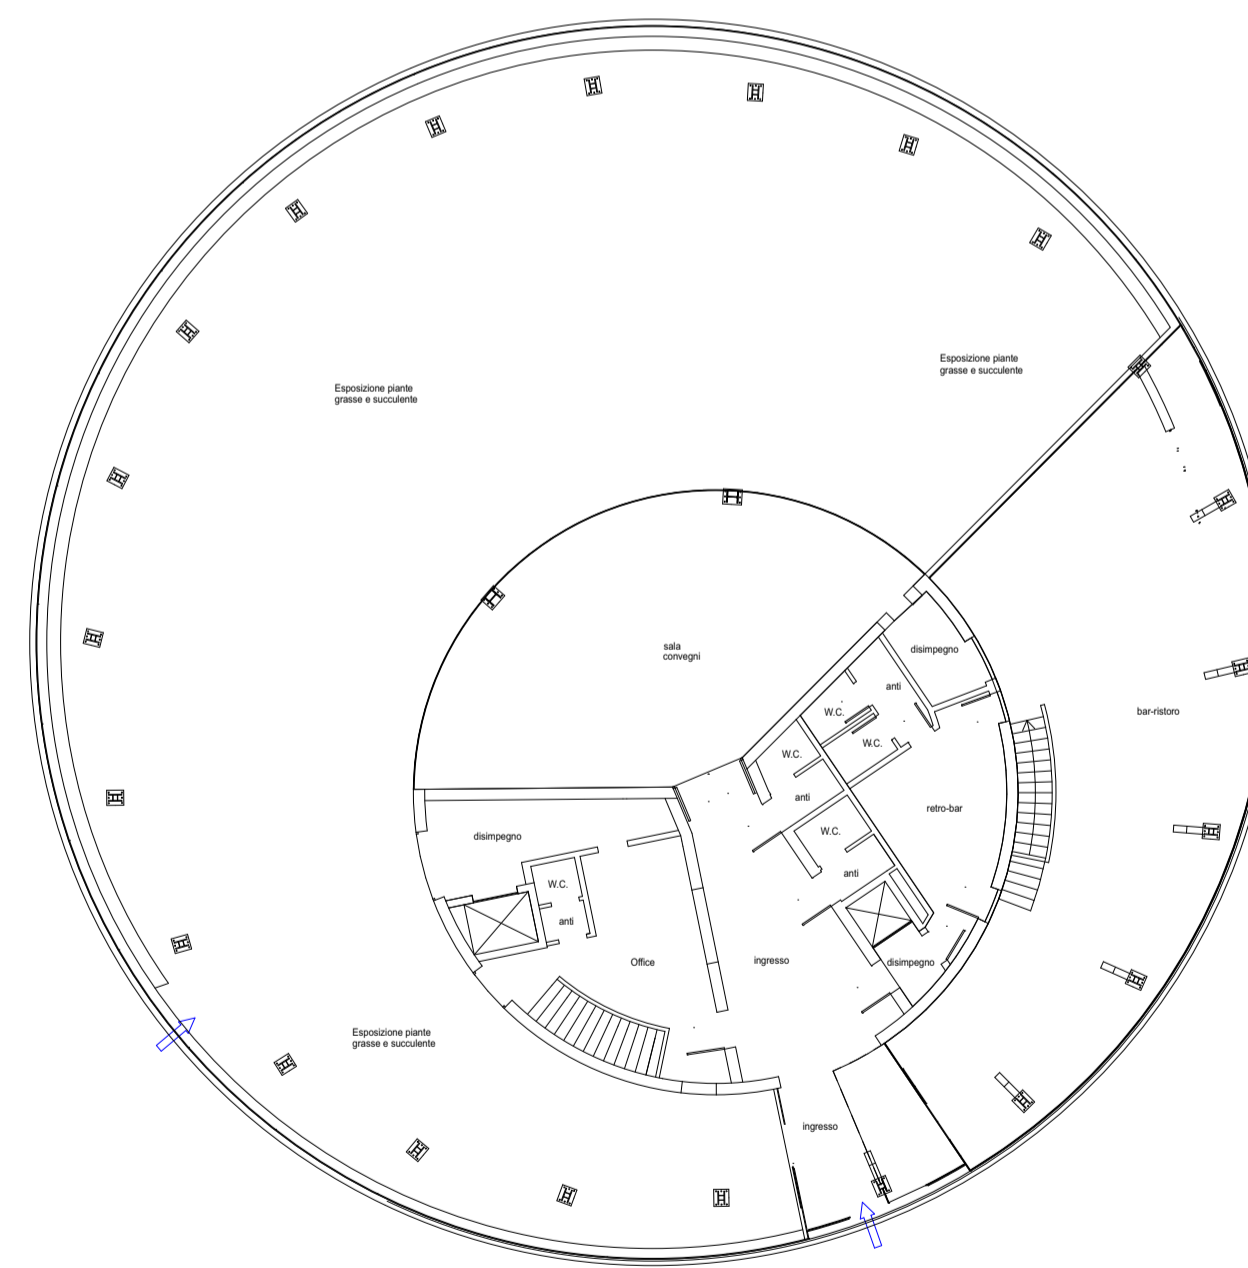 Esposizione piante
grasse e succulente
Esposizione piante
grasse e succulente
sala
convegni
disimpegno
anti
W.C.
bar-ristoro
W.C.
W.C.
anti
retro-bar
W.C.
disimpegno
anti
W.C.
anti
Office
ingresso
disimpegno
Esposizione piante
grasse e succulente
ingresso